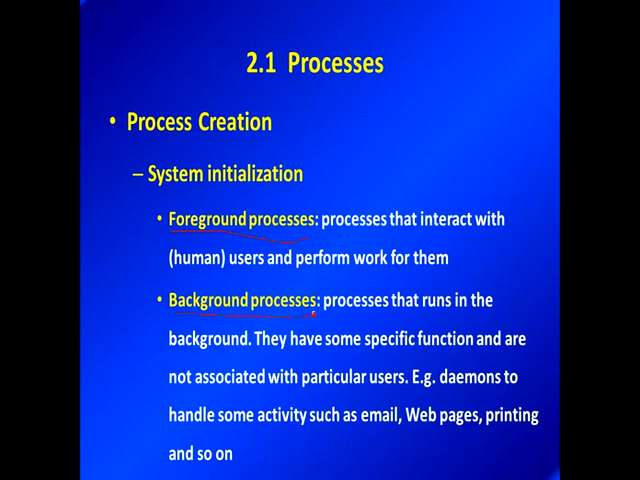 2.1 Processes
• Process Creation
– System initialization
• Foreground processes: processes that interact with
(human) users and perform work for them
• Background processes: processes that runs in the
background. They have some specific function and are
not associated with particular users. E.g. daemons to
handle some activity such as email, Web pages, printing
and so on